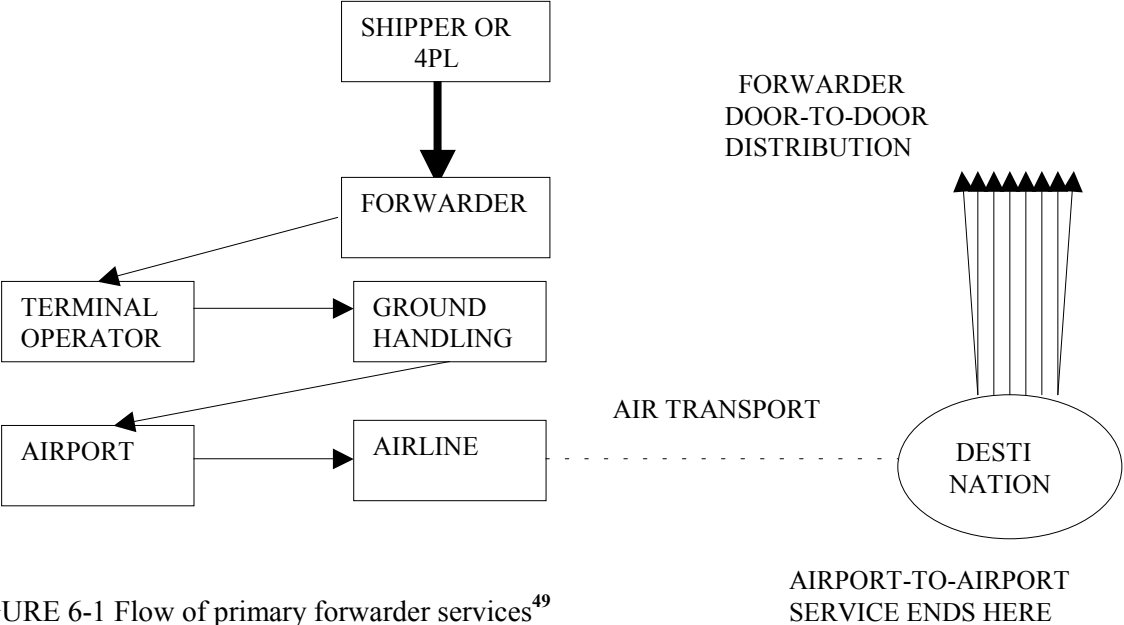 SHIPPER OR
4PL
FORWARDER
DOOR-TO-DOOR
DISTRIBUTION
FORWARDER
TERMINAL
OPERATOR
GROUND
HANDLING
AIR TRANSPORT
AIRPORT
AIRLINE
DESTI
NATION
AIRPORT-TO-AIRPORT
SERVICE ENDS HERE
URE 6-1 Flow of primary forwarder services49